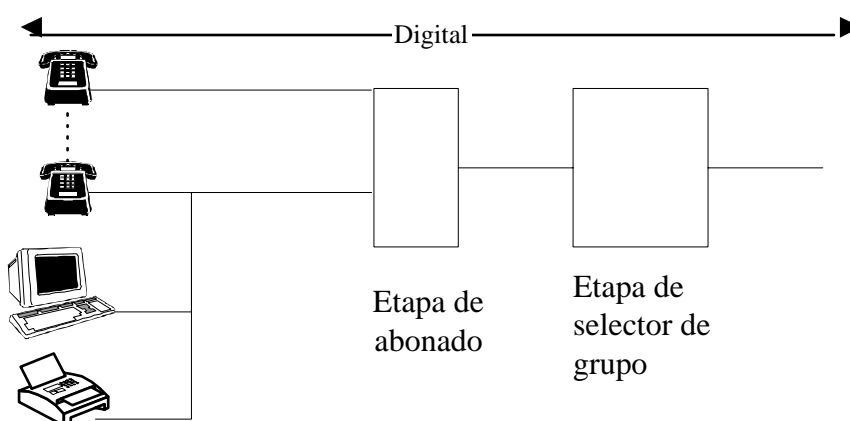 Digital
Etapa de
abonado
Etapa de
selector de
grupo